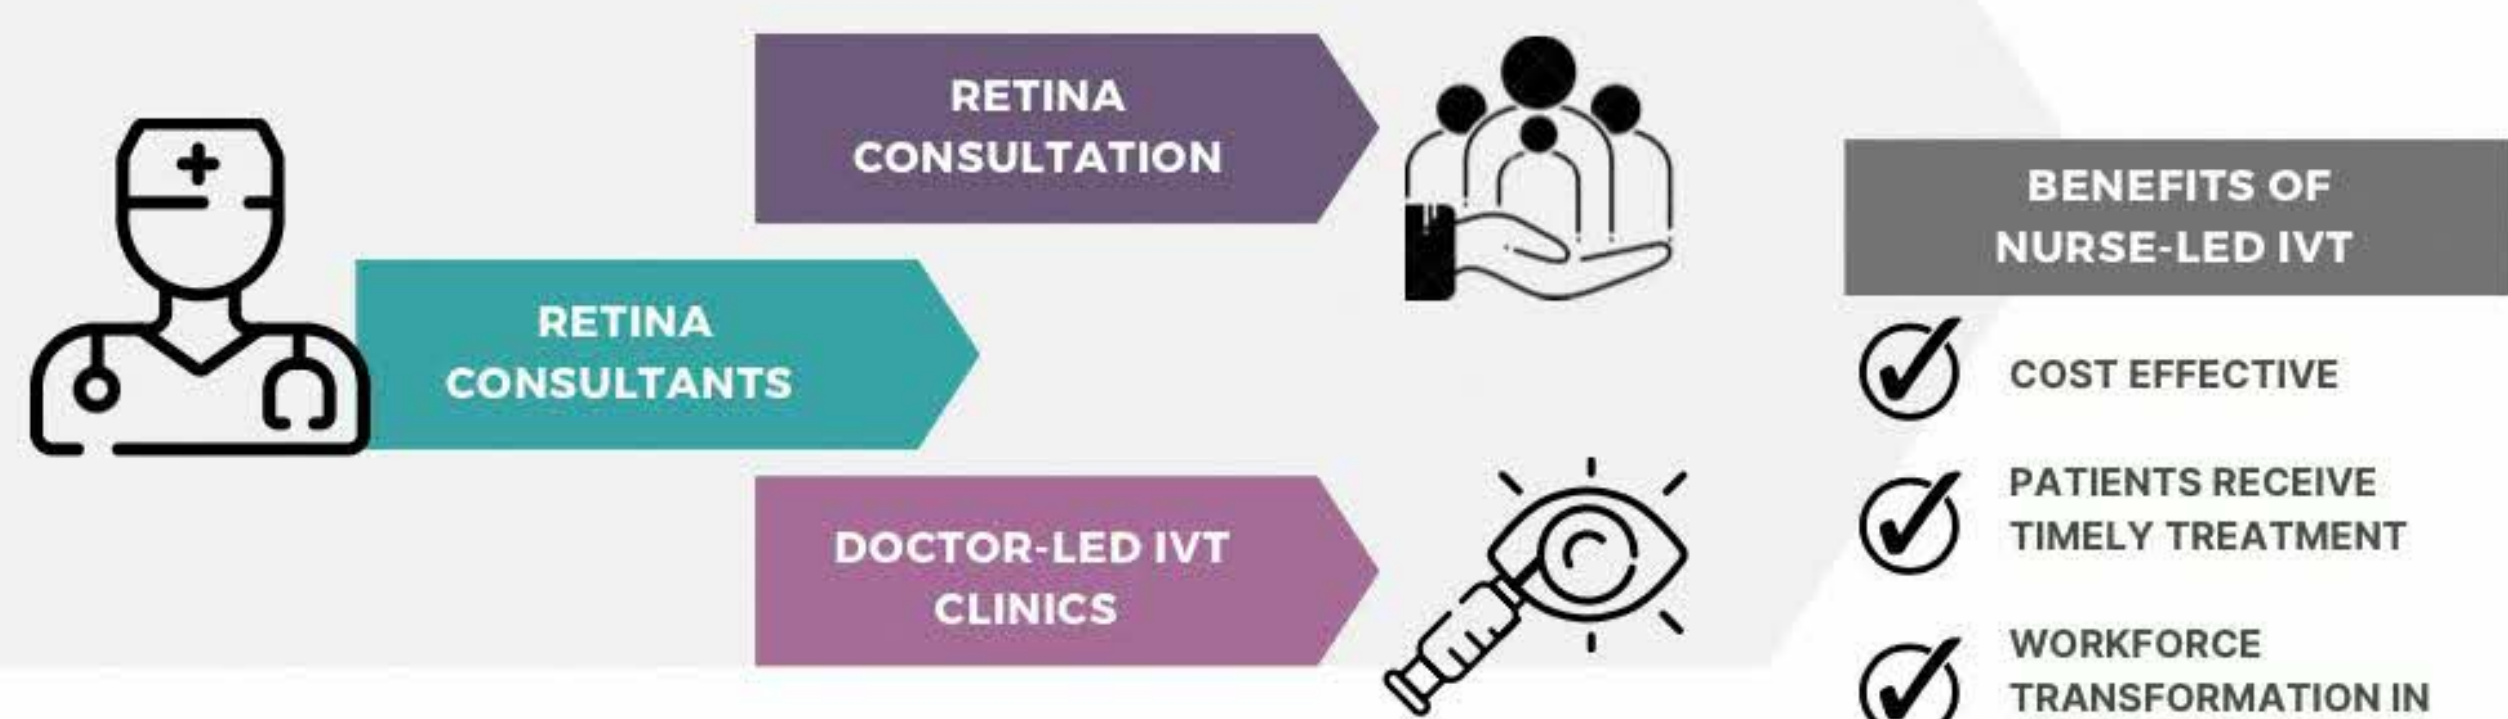 RETINA
CONSULTATION
RETINA
CONSULTANTS
DOCTOR-LED IVT
CLINICS
BENEFITS OF
NURSE-LED IVT
COST EFFECTIVE
PATIENTS RECEIVE
TIMELY TREATMENT
WORKFORCE
TRANSFORMATION IN